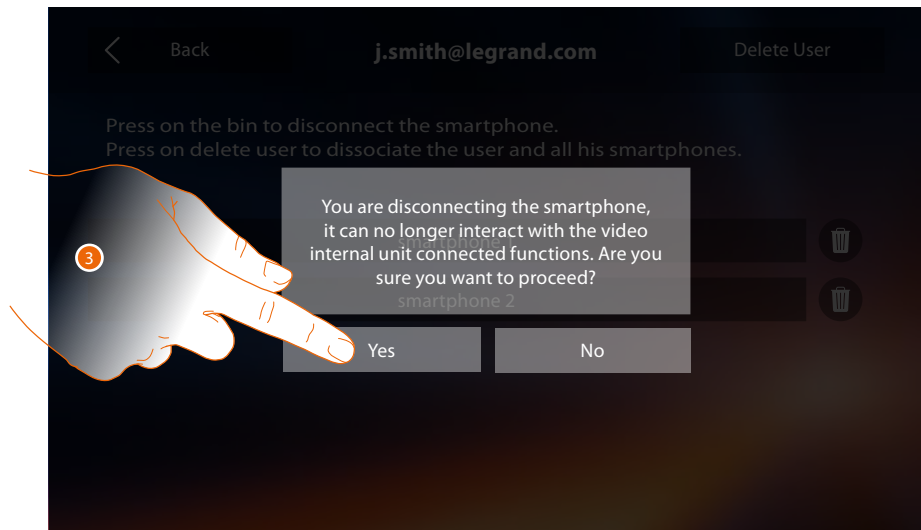 Back
j.smith@legrand.com
Delete User
Press on the bin to disconnect the smartphone.
Press on delete user to dissociate the user and all his smartphones.
You are disconnecting the smartphone,
it can no longer interact with the video
internal unit connected functions. Are you
sure you want to proceed?
smartphone 1
smartphone 2
3
Yes
No